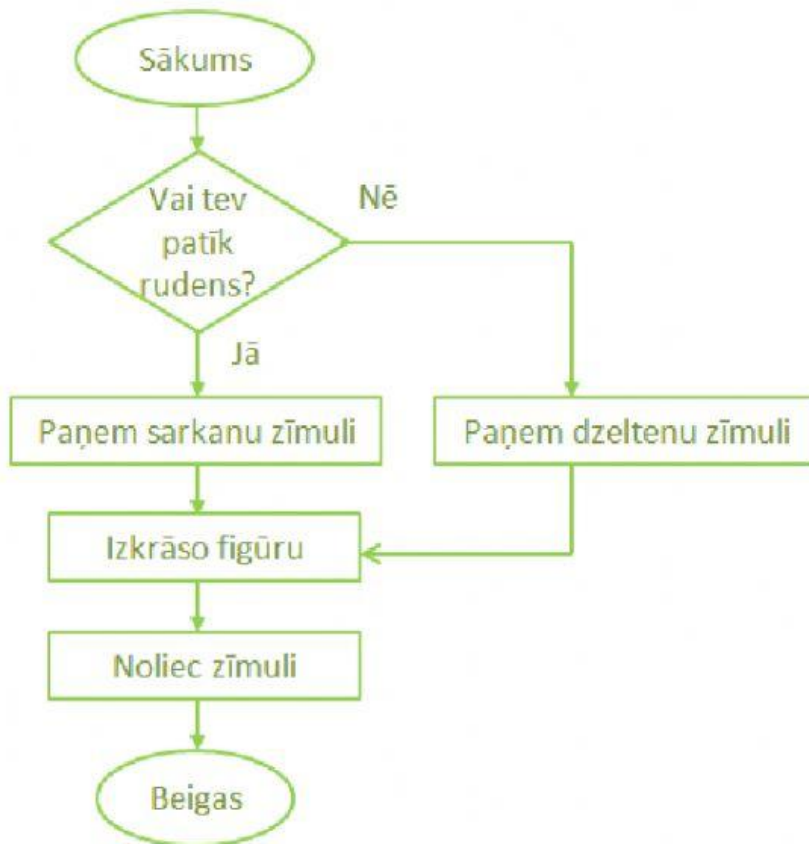 Sākums
Vai tev
patīk
rudens?
Nē
Jā
Paņem sarkanu zīmuli
Paņem dzeltenu zīmuli
Izkrāso figūru
Noliec zīmuli
Beigas